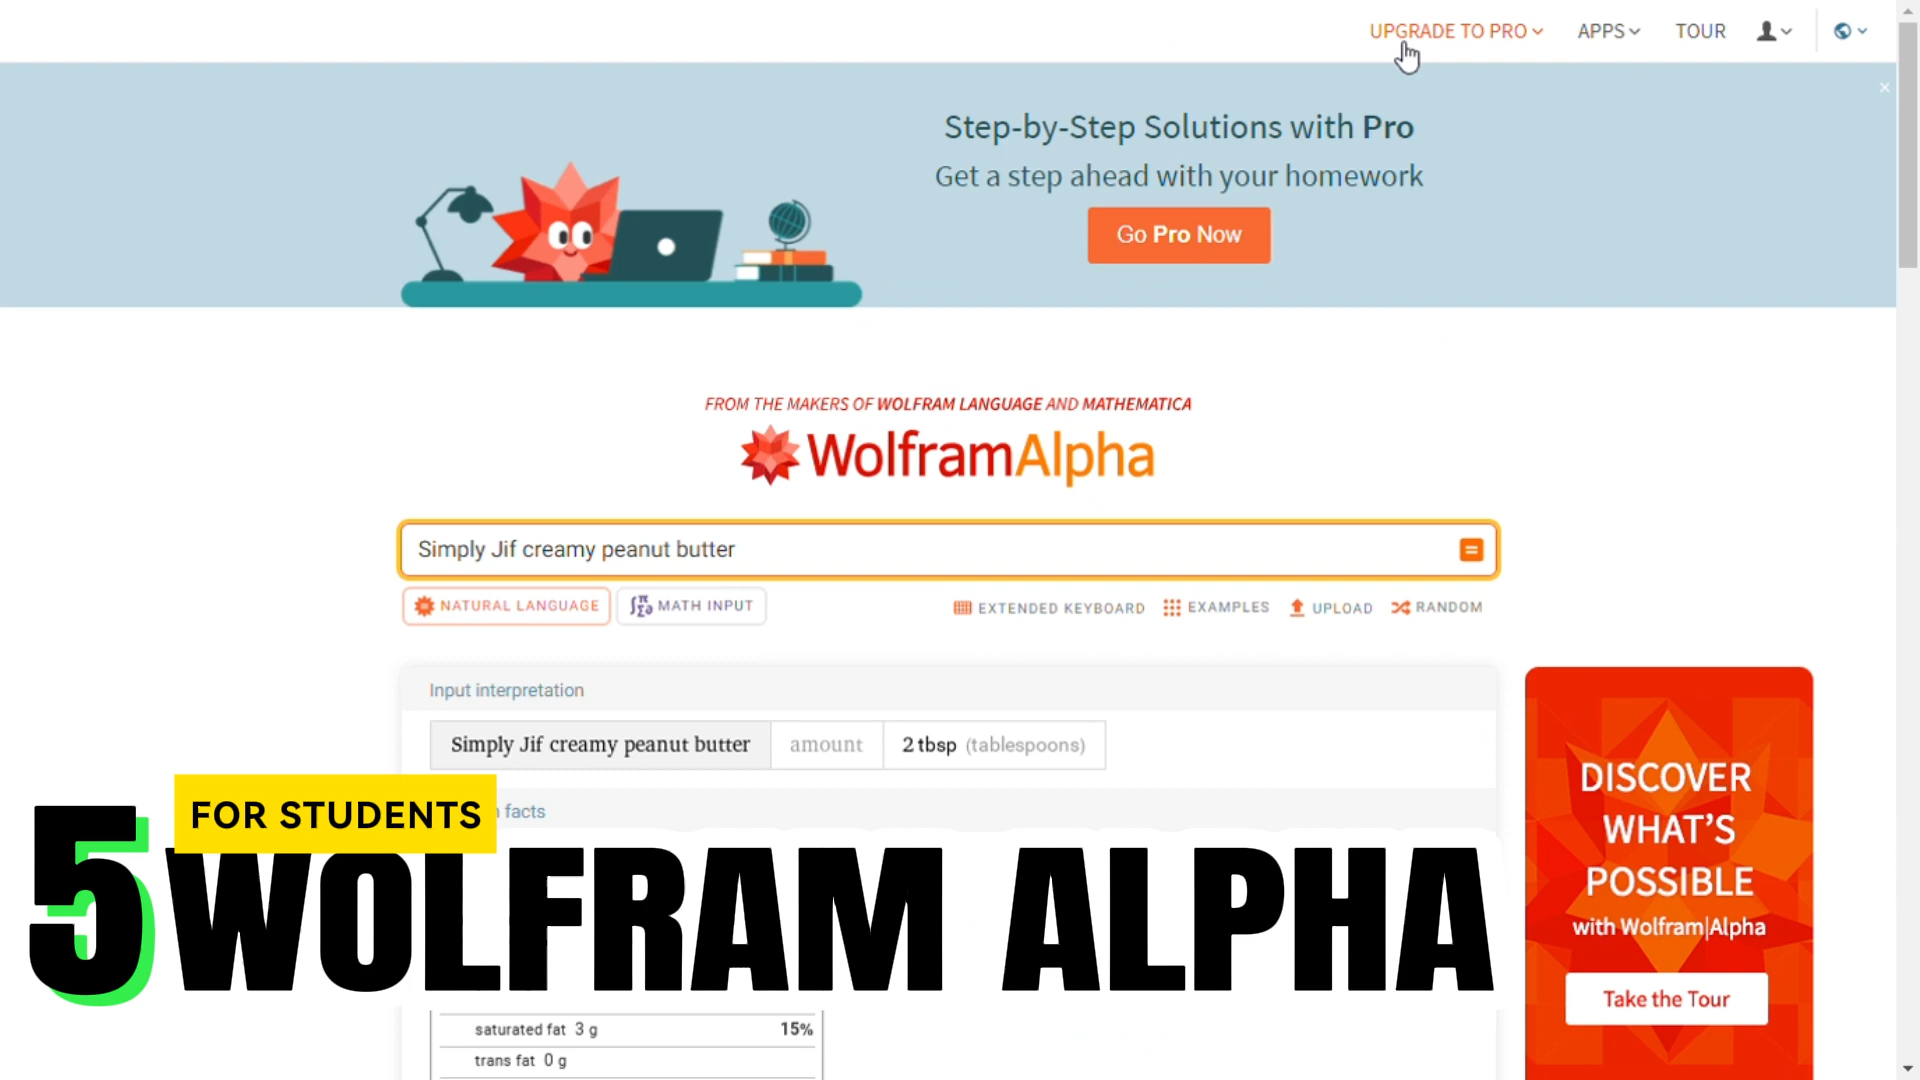 UPGRADE TO PRO
APPS
TOUR
Step-by-Step Solutions with Pro
Get a step ahead with your homework
Go Pro Now
FROM THE MAKERS OF WOLFRAM LANGUAGE AND MATHEMATICA
WolframAlpha
Simply Jif creamy peanut butter
NATURAL LANGUAGE
MATH INPUT
EXTENDED KEYBOARD
EXAMPLES
UPLOAD
RANDOM
Input interpretation
Simply Jif creamy peanut butter
amount
2 tbsp (tablespoons)
facts
FOR STUDENTS
5 WOLFRAM ALPHA
saturated fat 3 g 15%
trans fat 0 g
DISCOVER
WHAT'S
POSSIBLE
with Wolfram|Alpha
Take the Tour